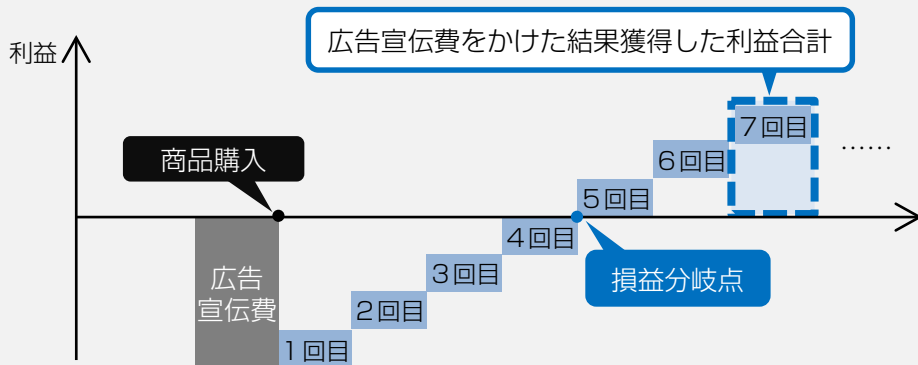 広告宣伝費をかけた結果獲得した利益合計
利益
商品購入
7回目
……
6回目
5回目
4回目
損益分岐点
3回目
広告
宣伝費
2回目
1回目